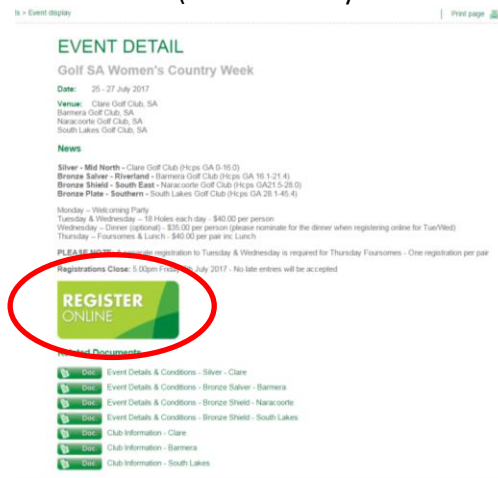 ls > Event display
Print page
EVENT DETAIL
Golf SA Women's Country Week
Date: 25 - 27 July 2017
Venue: Clare Golf Club, SA
Barmera Golf Club, SA
Naracoorte Golf Club, SA
South Lakes Golf Club, SA
News
Silver - Mid North - Clare Golf Club (Hcps GA 0-16.0)
Bronze Salver - Riverland - Barmera Golf Club (Hcps GA 16.1-21.4)
Bronze Shield - South East - Naracoorte Golf Club (Hcps GA21.5-28.0)
Bronze Plate - Southern - South Lakes Golf Club (Hcps GA 28.1-45.4)
Monday – Welcoming Party
Tuesday & Wednesday – 18 Holes each day - $40.00 per person
Wednesday – Dinner (optional) - $35.00 per person (please nominate for the dinner when registering online for Tue/Wed)
Thursday – Foursomes & Lunch - $40.00 per pair inc Lunch
PLEASE NOTE: separate registration to Tuesday & Wednesday is required for Thursday Foursomes - One registration per pair
Registrations Close: 5.00pm Friday July 2017 - No late entries will be accepted
REGISTER
ONLINE
Related Documents
Doc Event Details & Conditions - Silver - Clare
Doc Event Details & Conditions - Bronze Salver - Barmera
Doc Event Details & Conditions - Bronze Shield - Naracoorte
Doc Event Details & Conditions - Bronze Shield - South Lakes
Doc Club Information - Clare
Doc Club Information - Barmera
Doc Club Information - South Lakes